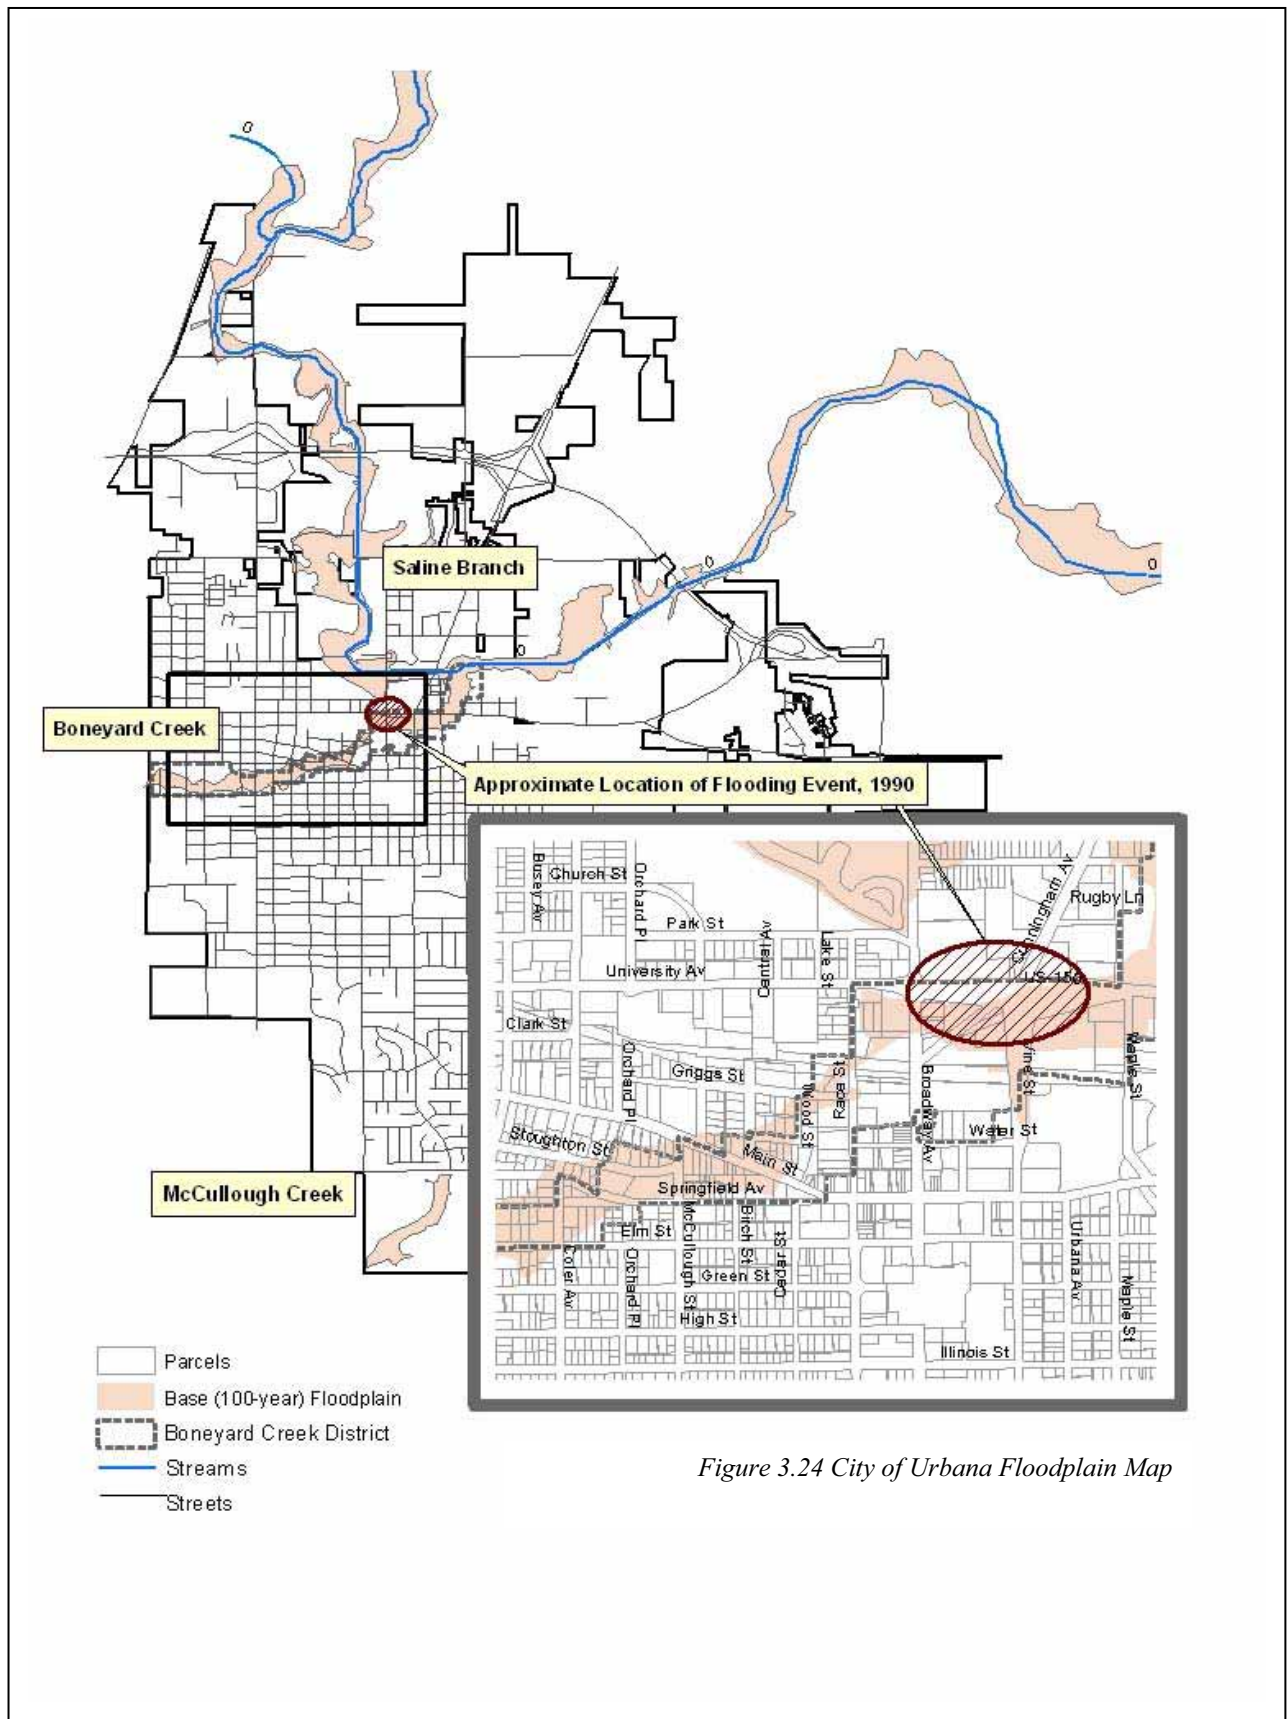 0
Saline Branch
0
0
0
Boneyard Creek
Approximate Location of Flooding Event, 1990
Busey Av
Church St
Orchard Pl
Park St
Central Av
Lake St
University Av
Cunningham Av
Rugby Ln
US-150
Clark St
Orchard Pl
Griggs St
Wood St
Race St
Broadway Av
Vine St
Maple St
Water St
Stoughton St
Main St
Springfield Av
McCullough Creek
Elm St
Coler Av
Orchard Pl
McCullough St
Birch St
Cedar St
Green St
High St
Urbana Av
Maple St
Illinois St
Parcels
Base (100-year) Floodplain
Boneyard Creek District
Streams
Streets
Figure 3.24 City of Urbana Floodplain Map